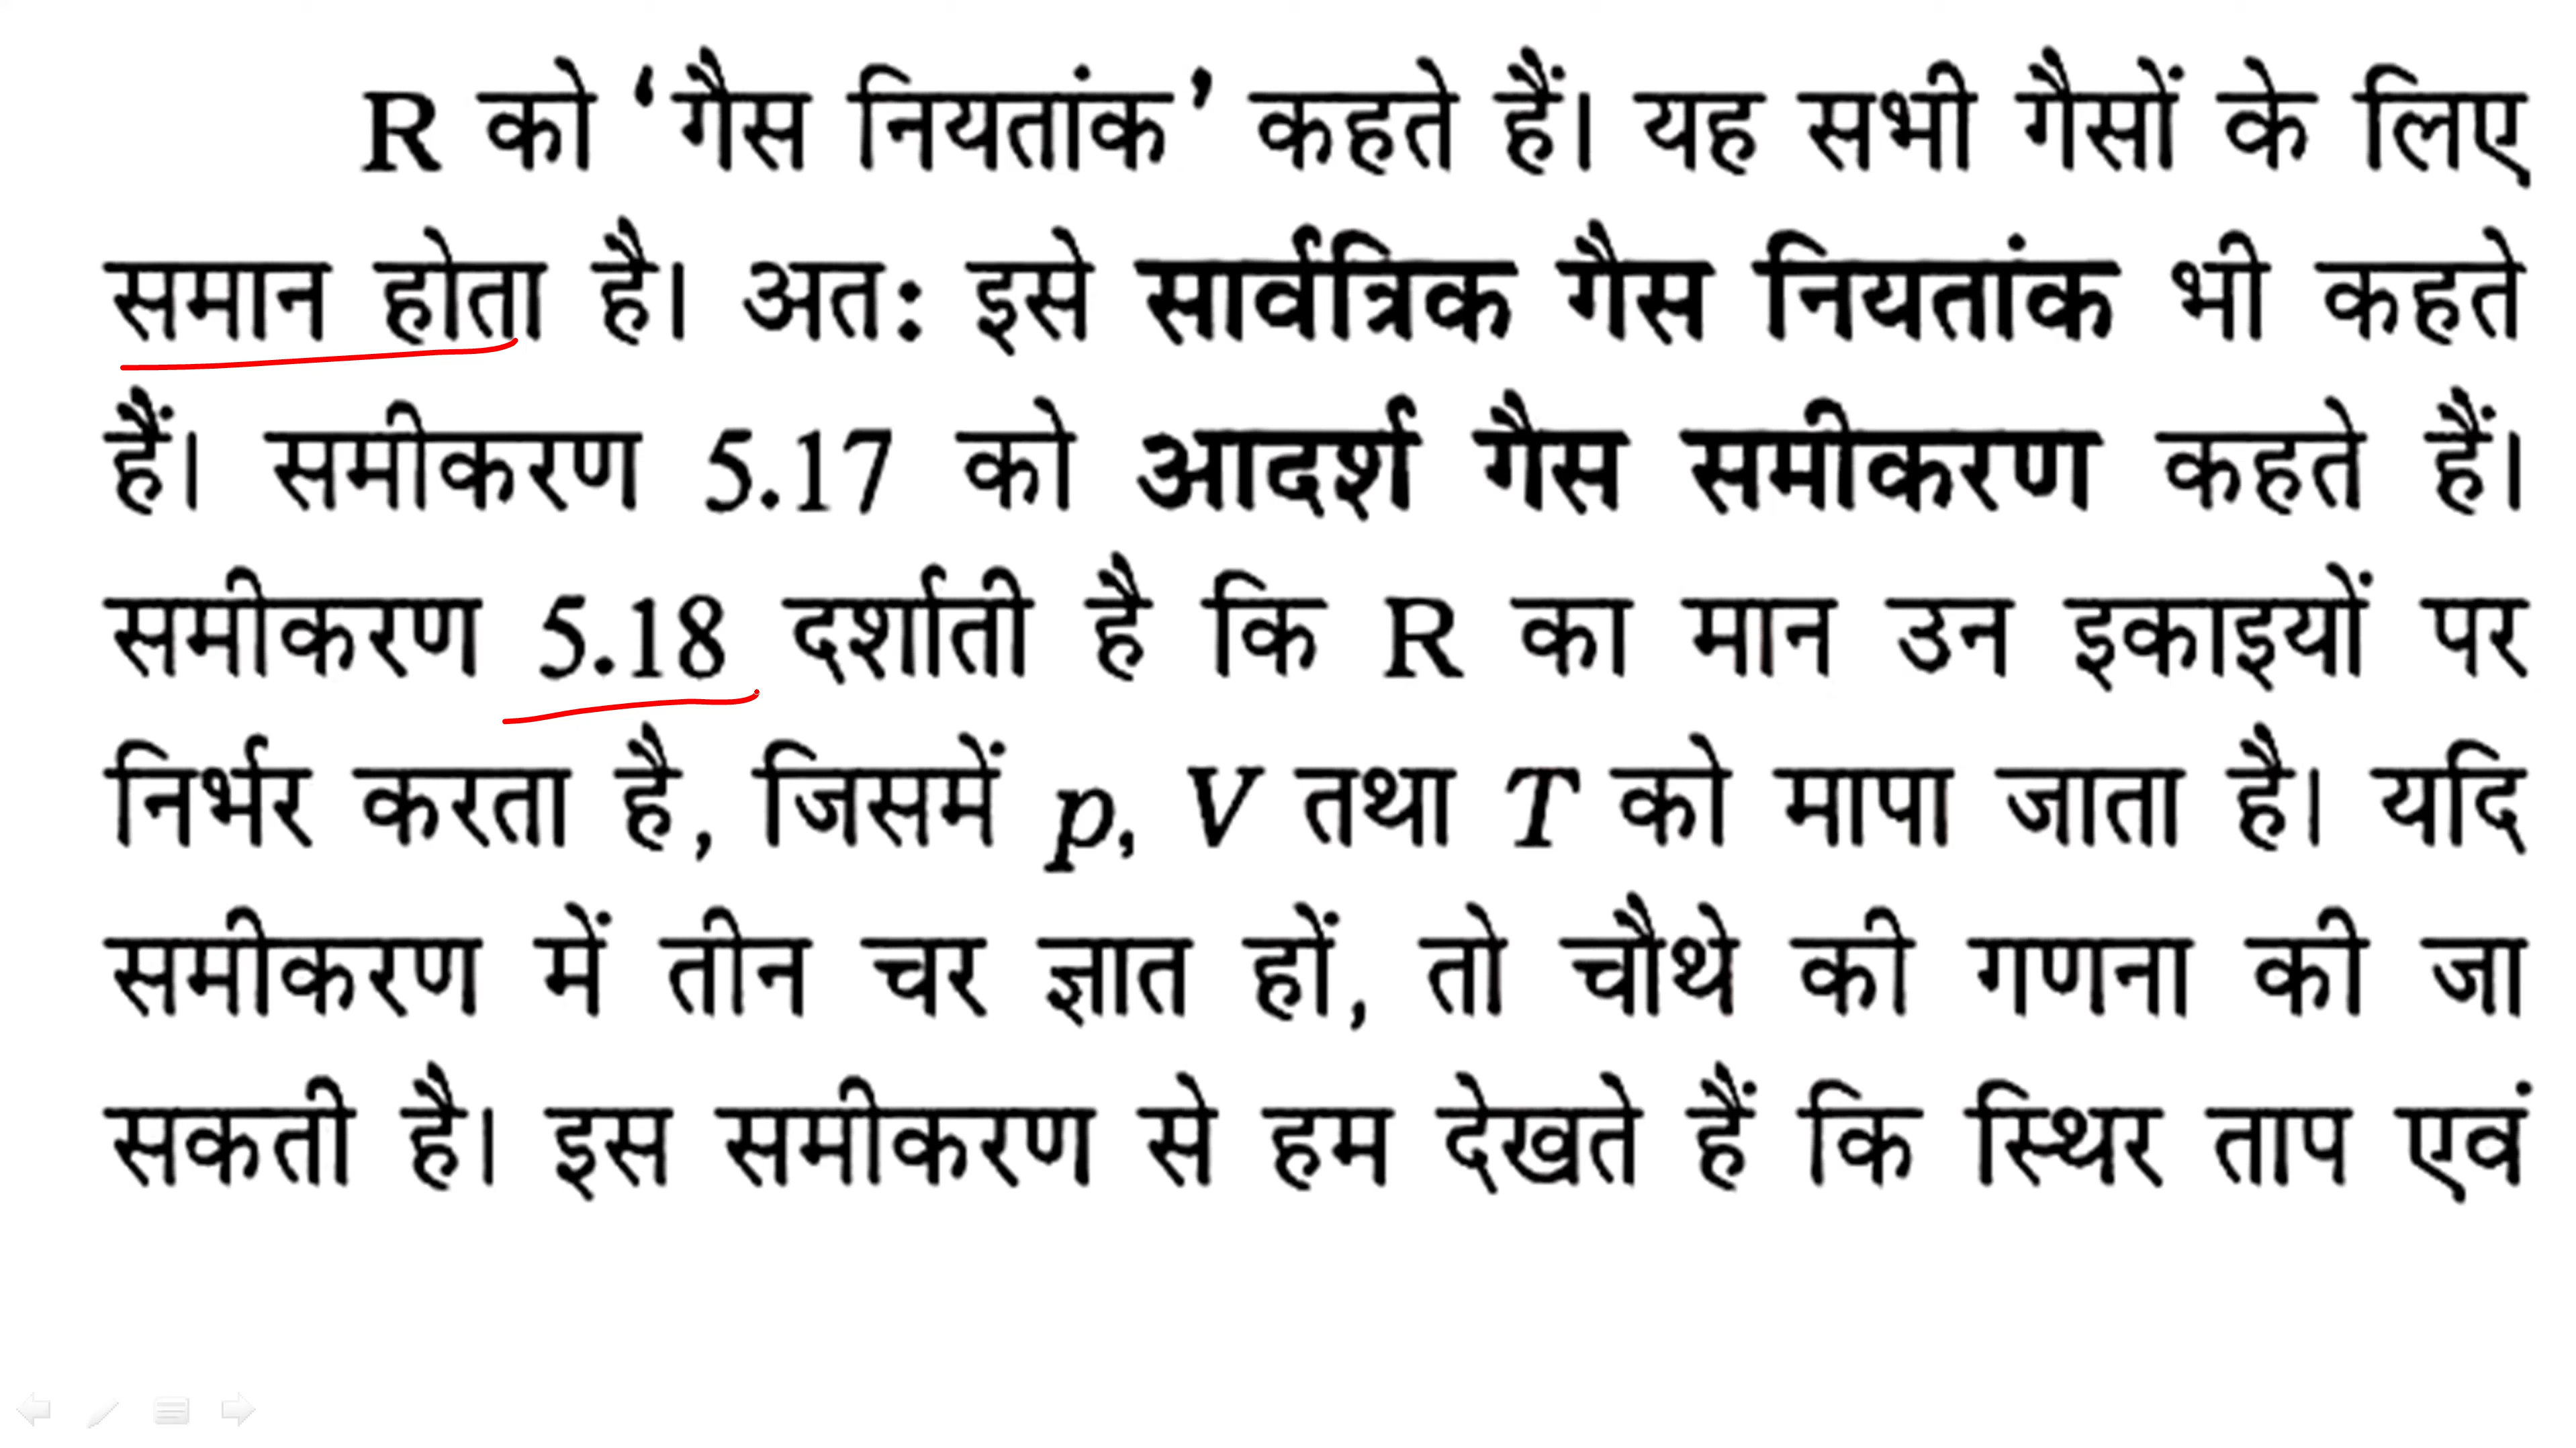 R को ‘गैस नियतांक’ कहते हैं। यह सभी गैसों के लिए
समान होता है। अतः इसे सार्वत्रिक गैस नियतांक भी कहते
हैं। समीकरण 5.17 को आदर्श गैस समीकरण कहते हैं।
समीकरण 5.18 दर्शाती है कि R का मान उन इकाइयों पर
निर्भर करता है, जिसमें p, V तथा T को मापा जाता है। यदि
समीकरण में तीन चर ज्ञात हों, तो चौथे की गणना की जा
सकती है। इस समीकरण से हम देखते हैं कि स्थिर ताप एवं